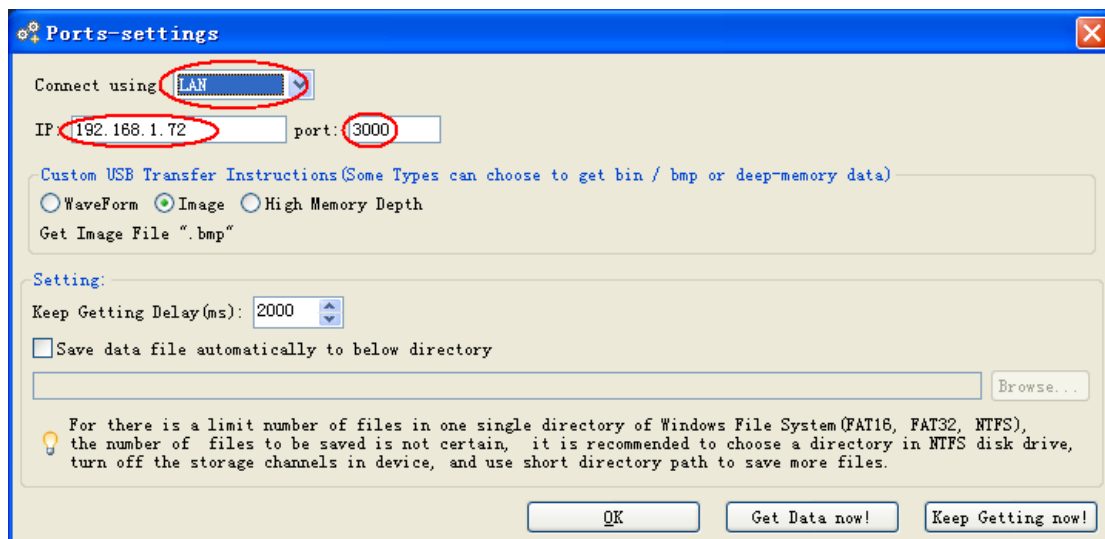 Ports-settings
Connect using: LAN
IP: 192.168.1.72 port: 3000
Custom USB Transfer Instructions(Some Types can choose to get bin / bmp or deep-memory data)
WaveForm Image High Memory Depth
Get Image File ".bmp"
Setting:
Keep Getting Delay(ms): 2000
Save data file automatically to below directory
Browse...
For there is a limit number of files in one single directory of Windows File System(FAT16, FAT32, NTFS),
the number of files to be saved is not certain, it is recommended to choose a directory in NTFS disk drive,
turn off the storage channels in device, and use short directory path to save more files.
OK Get Data now! Keep Getting now!